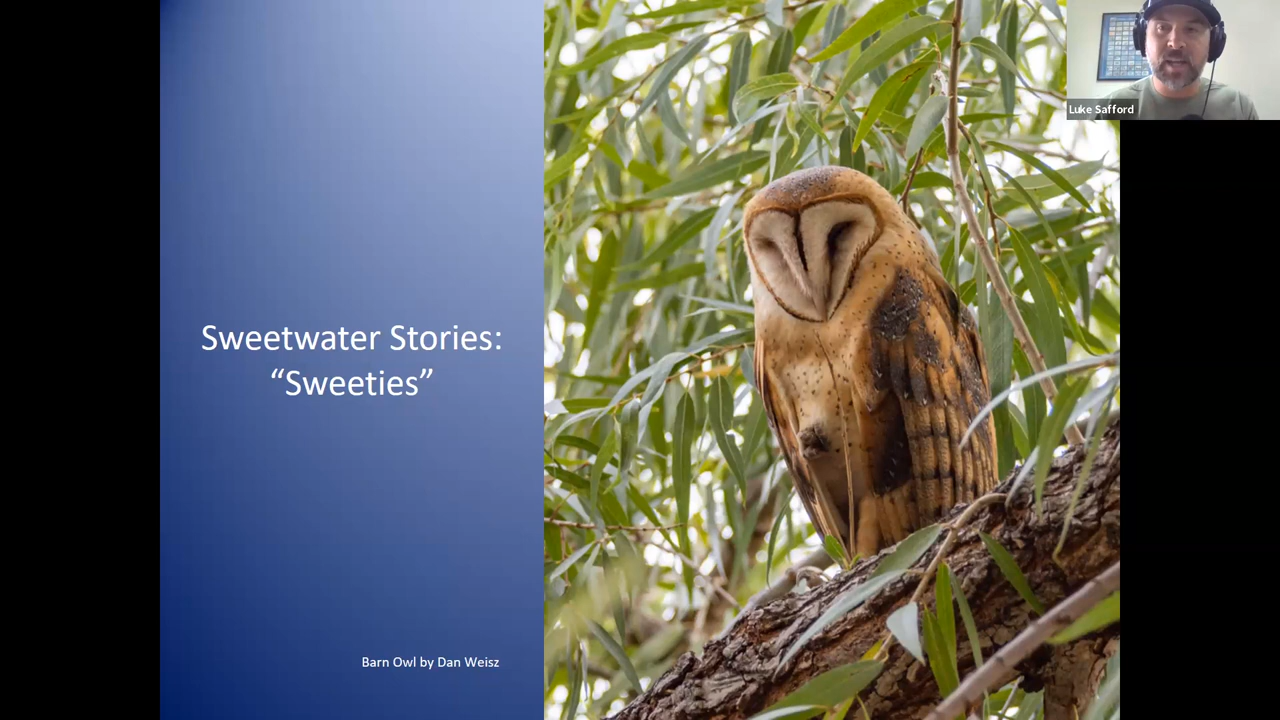 Sweetwater Stories:
“Sweeties”
Barn Owl by Dan Weisz
Luke Safford